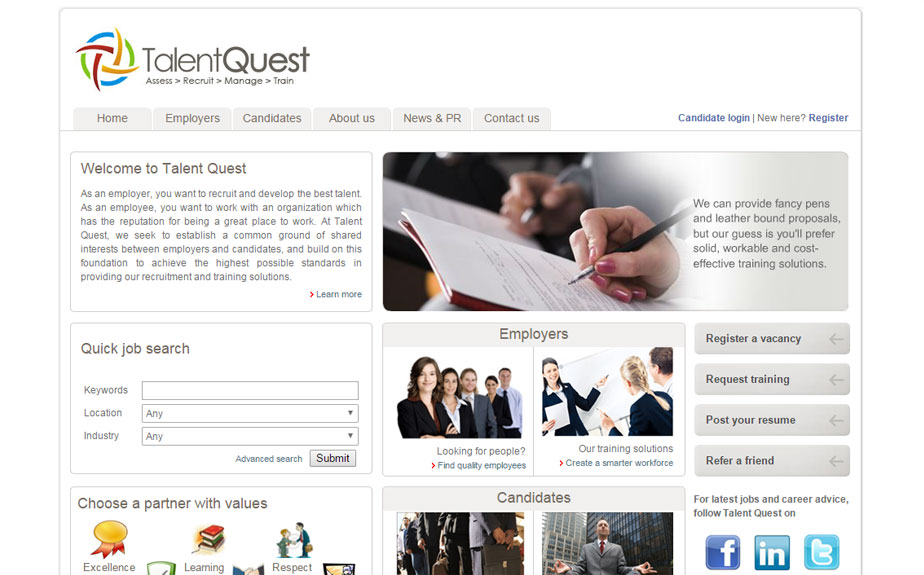 TalentQuest
Assess > Recruit > Manage > Train
Home
Employers
Candidates
About us
News & PR
Contact us
Candidate login | New here? Register
Welcome to Talent Quest
As an employer, you want to recruit and develop the best talent.
As an employee, you want to work with an organization which
has the reputation for being a great place to work. At Talent
Quest, we seek to establish a common ground of shared
interests between employers and candidates, and build on this
foundation to achieve the highest possible standards in
providing our recruitment and training solutions.
Learn more
We can provide fancy pens
and leather bound proposals,
but our guess is you'll prefer
solid, workable and cost-
effective training solutions.
Quick job search
Keywords
Location
Any
Industry
Any
Advanced search
Submit
Employers
Looking for people?
Find quality employees
Our training solutions
Create a smarter workforce
Register a vacancy
Request training
Post your resume
Refer a friend
Choose a partner with values
Excellence
Learning
Respect
Candidates
For latest jobs and career advice,
follow Talent Quest on
f
in
t